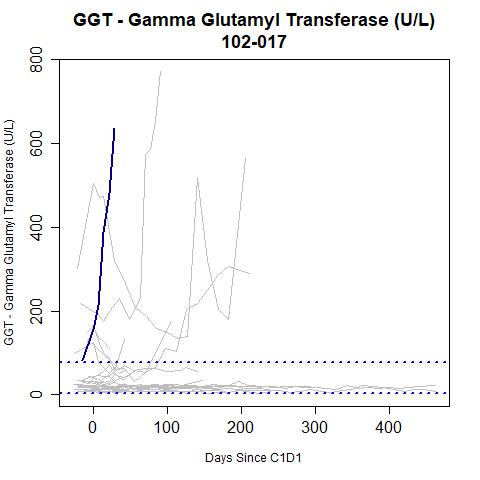 GGT - Gamma Glutamyl Transferase (U/L)
102-017
GGT - Gamma Glutamyl Transferase (U/L)
800
600
400
200
0
0 100 200 300 400
Days Since C1D1